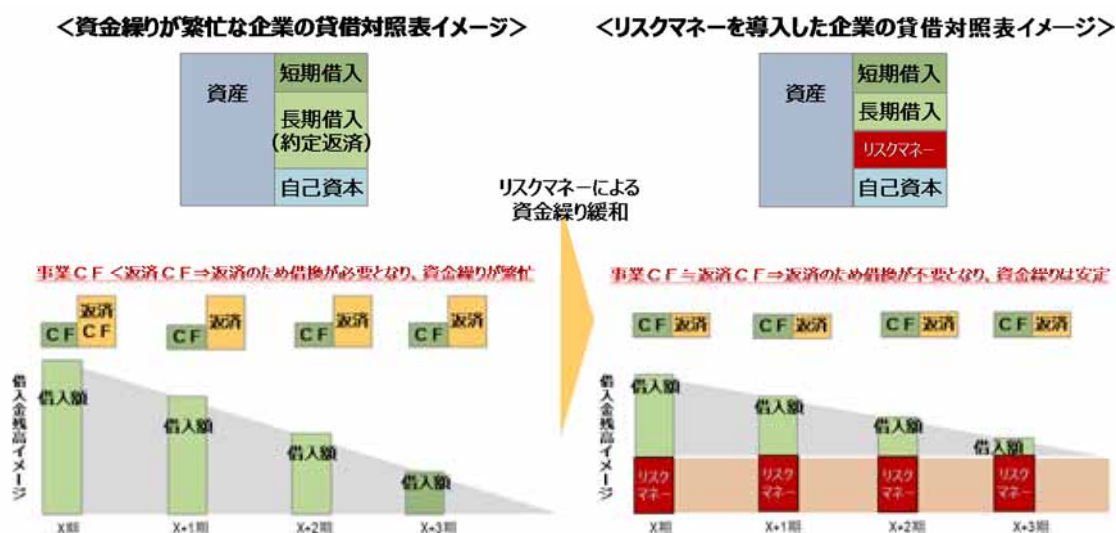 ＜資金繰りが繁忙な企業の貸借対照表イメージ＞
資産
短期借入
長期借入
(約定返済)
自己資本
事業ＣＦ＜返済ＣＦ⇒返済のため借換が必要となり、資金繰りが繁忙
ＣＦ
返済
ＣＦ
ＣＦ
返済
ＣＦ
返済
ＣＦ
返済
借入金残高イメージ
借入額
借入額
借入額
借入額
X期
X+1期
X+2期
X+3期
リスクマネーによる
資金繰り緩和
＜リスクマネーを導入した企業の貸借対照表イメージ＞
資産
短期借入
長期借入
リスクマネー
自己資本
事業ＣＦ≒返済ＣＦ⇒返済のため借換が不要となり、資金繰りは安定
ＣＦ
返済
ＣＦ
返済
ＣＦ
返済
ＣＦ
返済
借入金残高イメージ
借入額
借入額
借入額
借入額
リスク
マネー
リスク
マネー
リスク
マネー
リスク
マネー
X期
X+1期
X+2期
X+3期